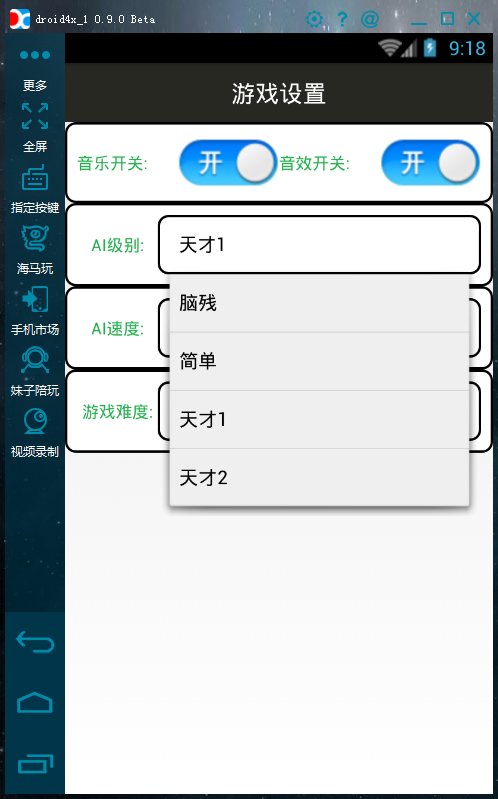 droid4x_1 0.9.0 Beta
9:18
更多
全屏
指定按键
海马玩
手机市场
妹子陪玩
视频录制
游戏设置
音乐开关: 开 音效开关: 开
AI级别: 天才1
脑残
简单
天才1
天才2
AI速度:
游戏难度: